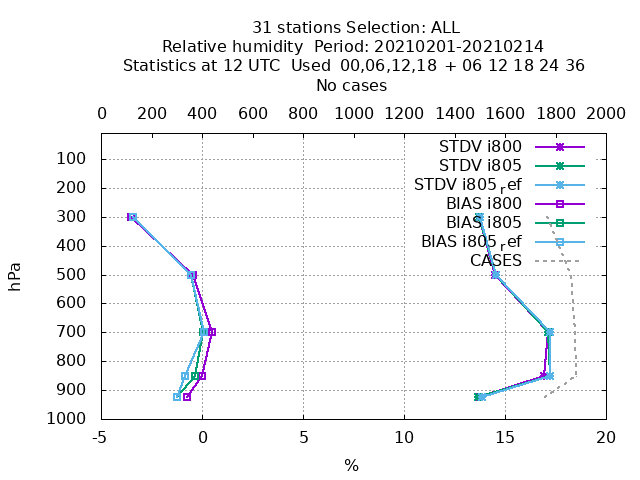 31 stations Selection: ALL
Relative humidity  Period: 20210201-20210214
Statistics at 12 UTC  Used  00,06,12,18  + 06 12 18 24 36
No cases
0 200 400 600 800 1000 1200 1400 1600 1800 2000
STDV i800
STDV i805
STDV i805ref
BIAS i800
BIAS i805
BIAS i805ref
CASES
100
200
300
400
500
600
700
800
900
1000
hPa
-5 0 5 10 15 20
%